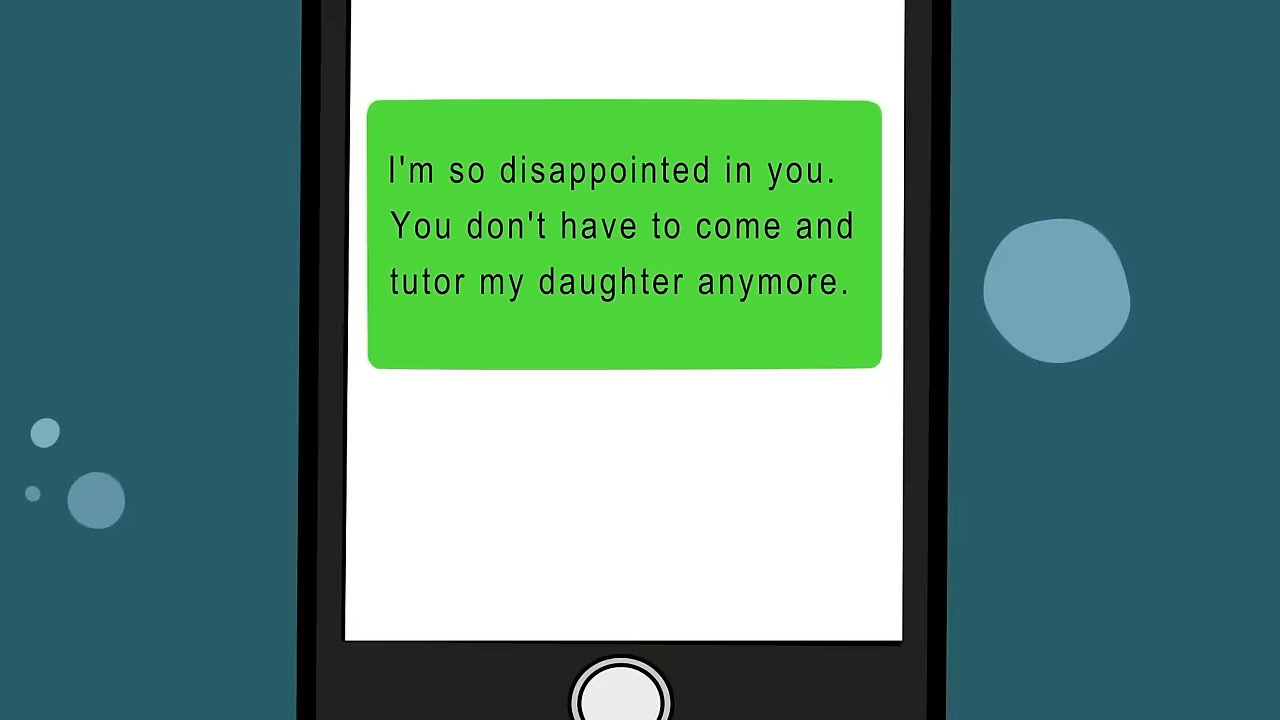 I'm so disappointed in you.
You don't have to come and
tutor my daughter anymore.